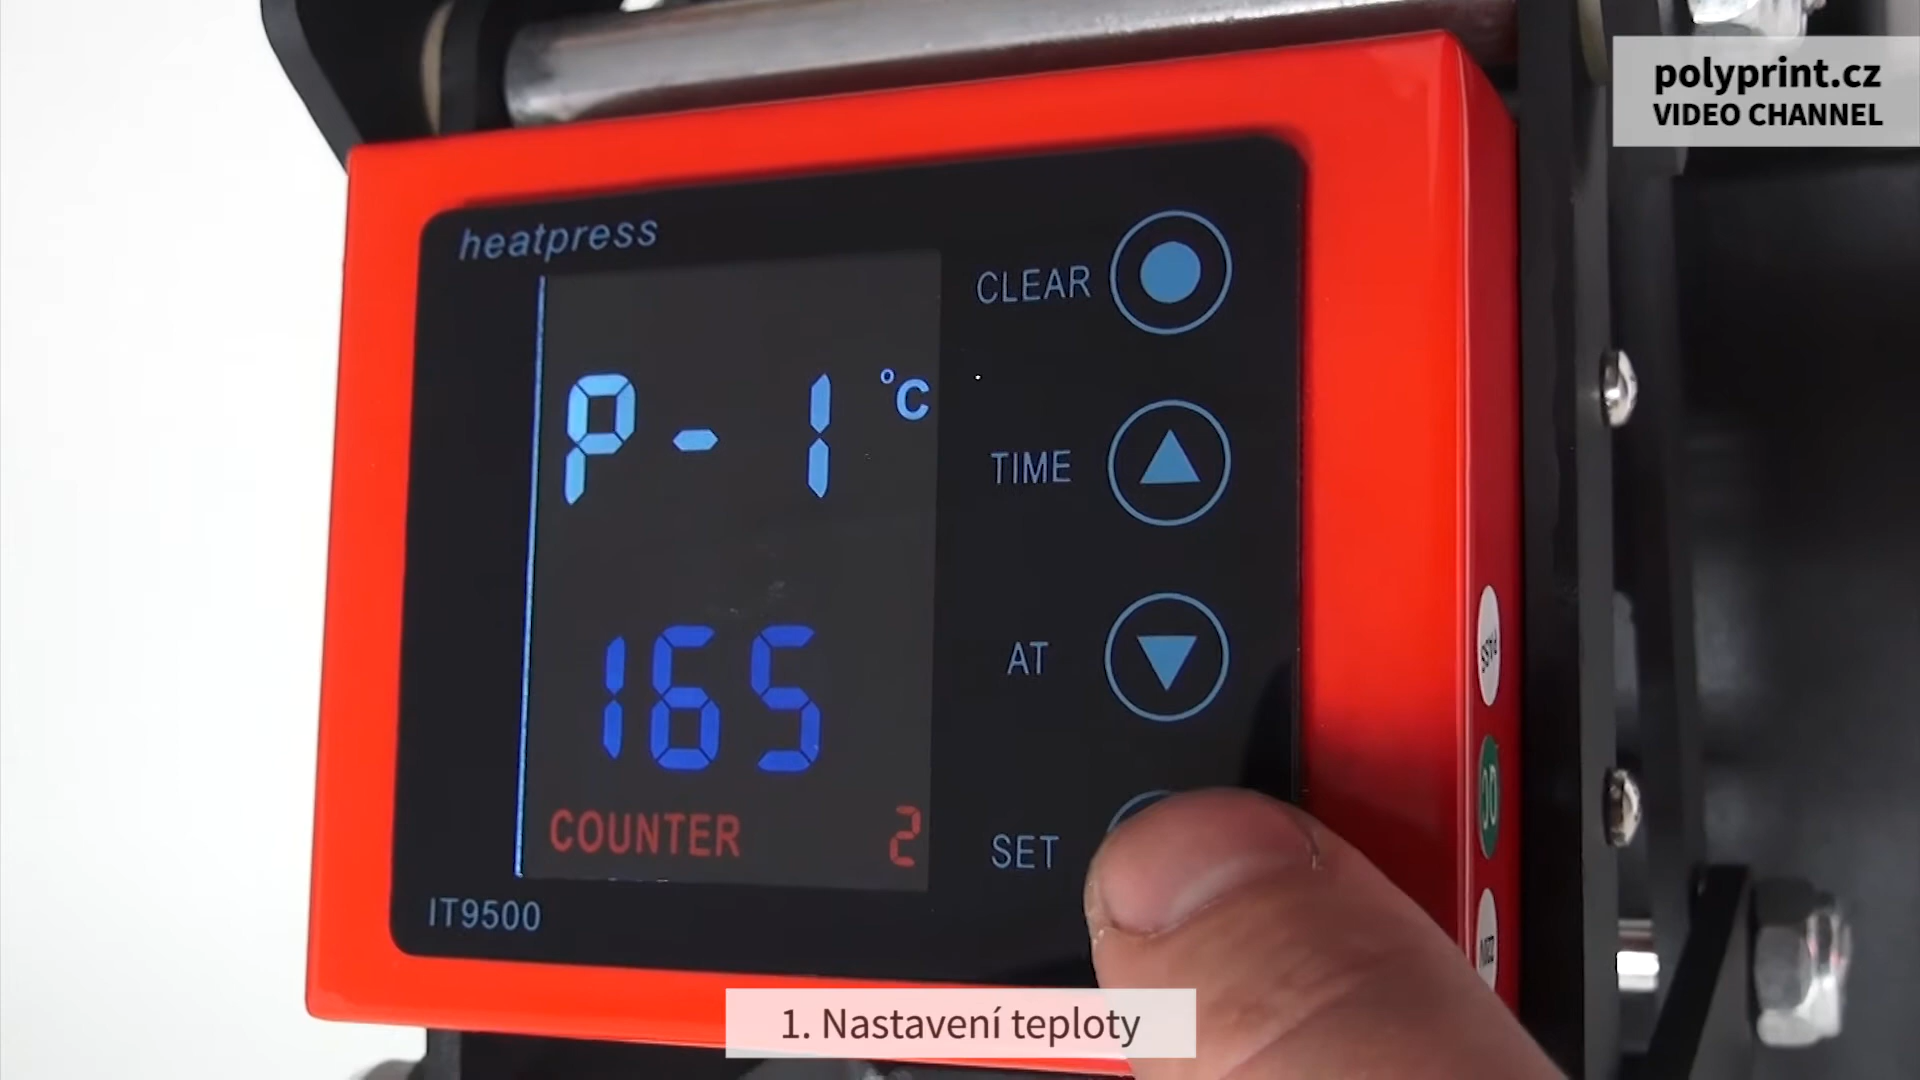 polyprint.cz
VIDEO CHANNEL
heatpress
CLEAR
P-1 °C
TIME
165
AT
COUNTER 2
SET
IT9500
1. Nastavení teploty